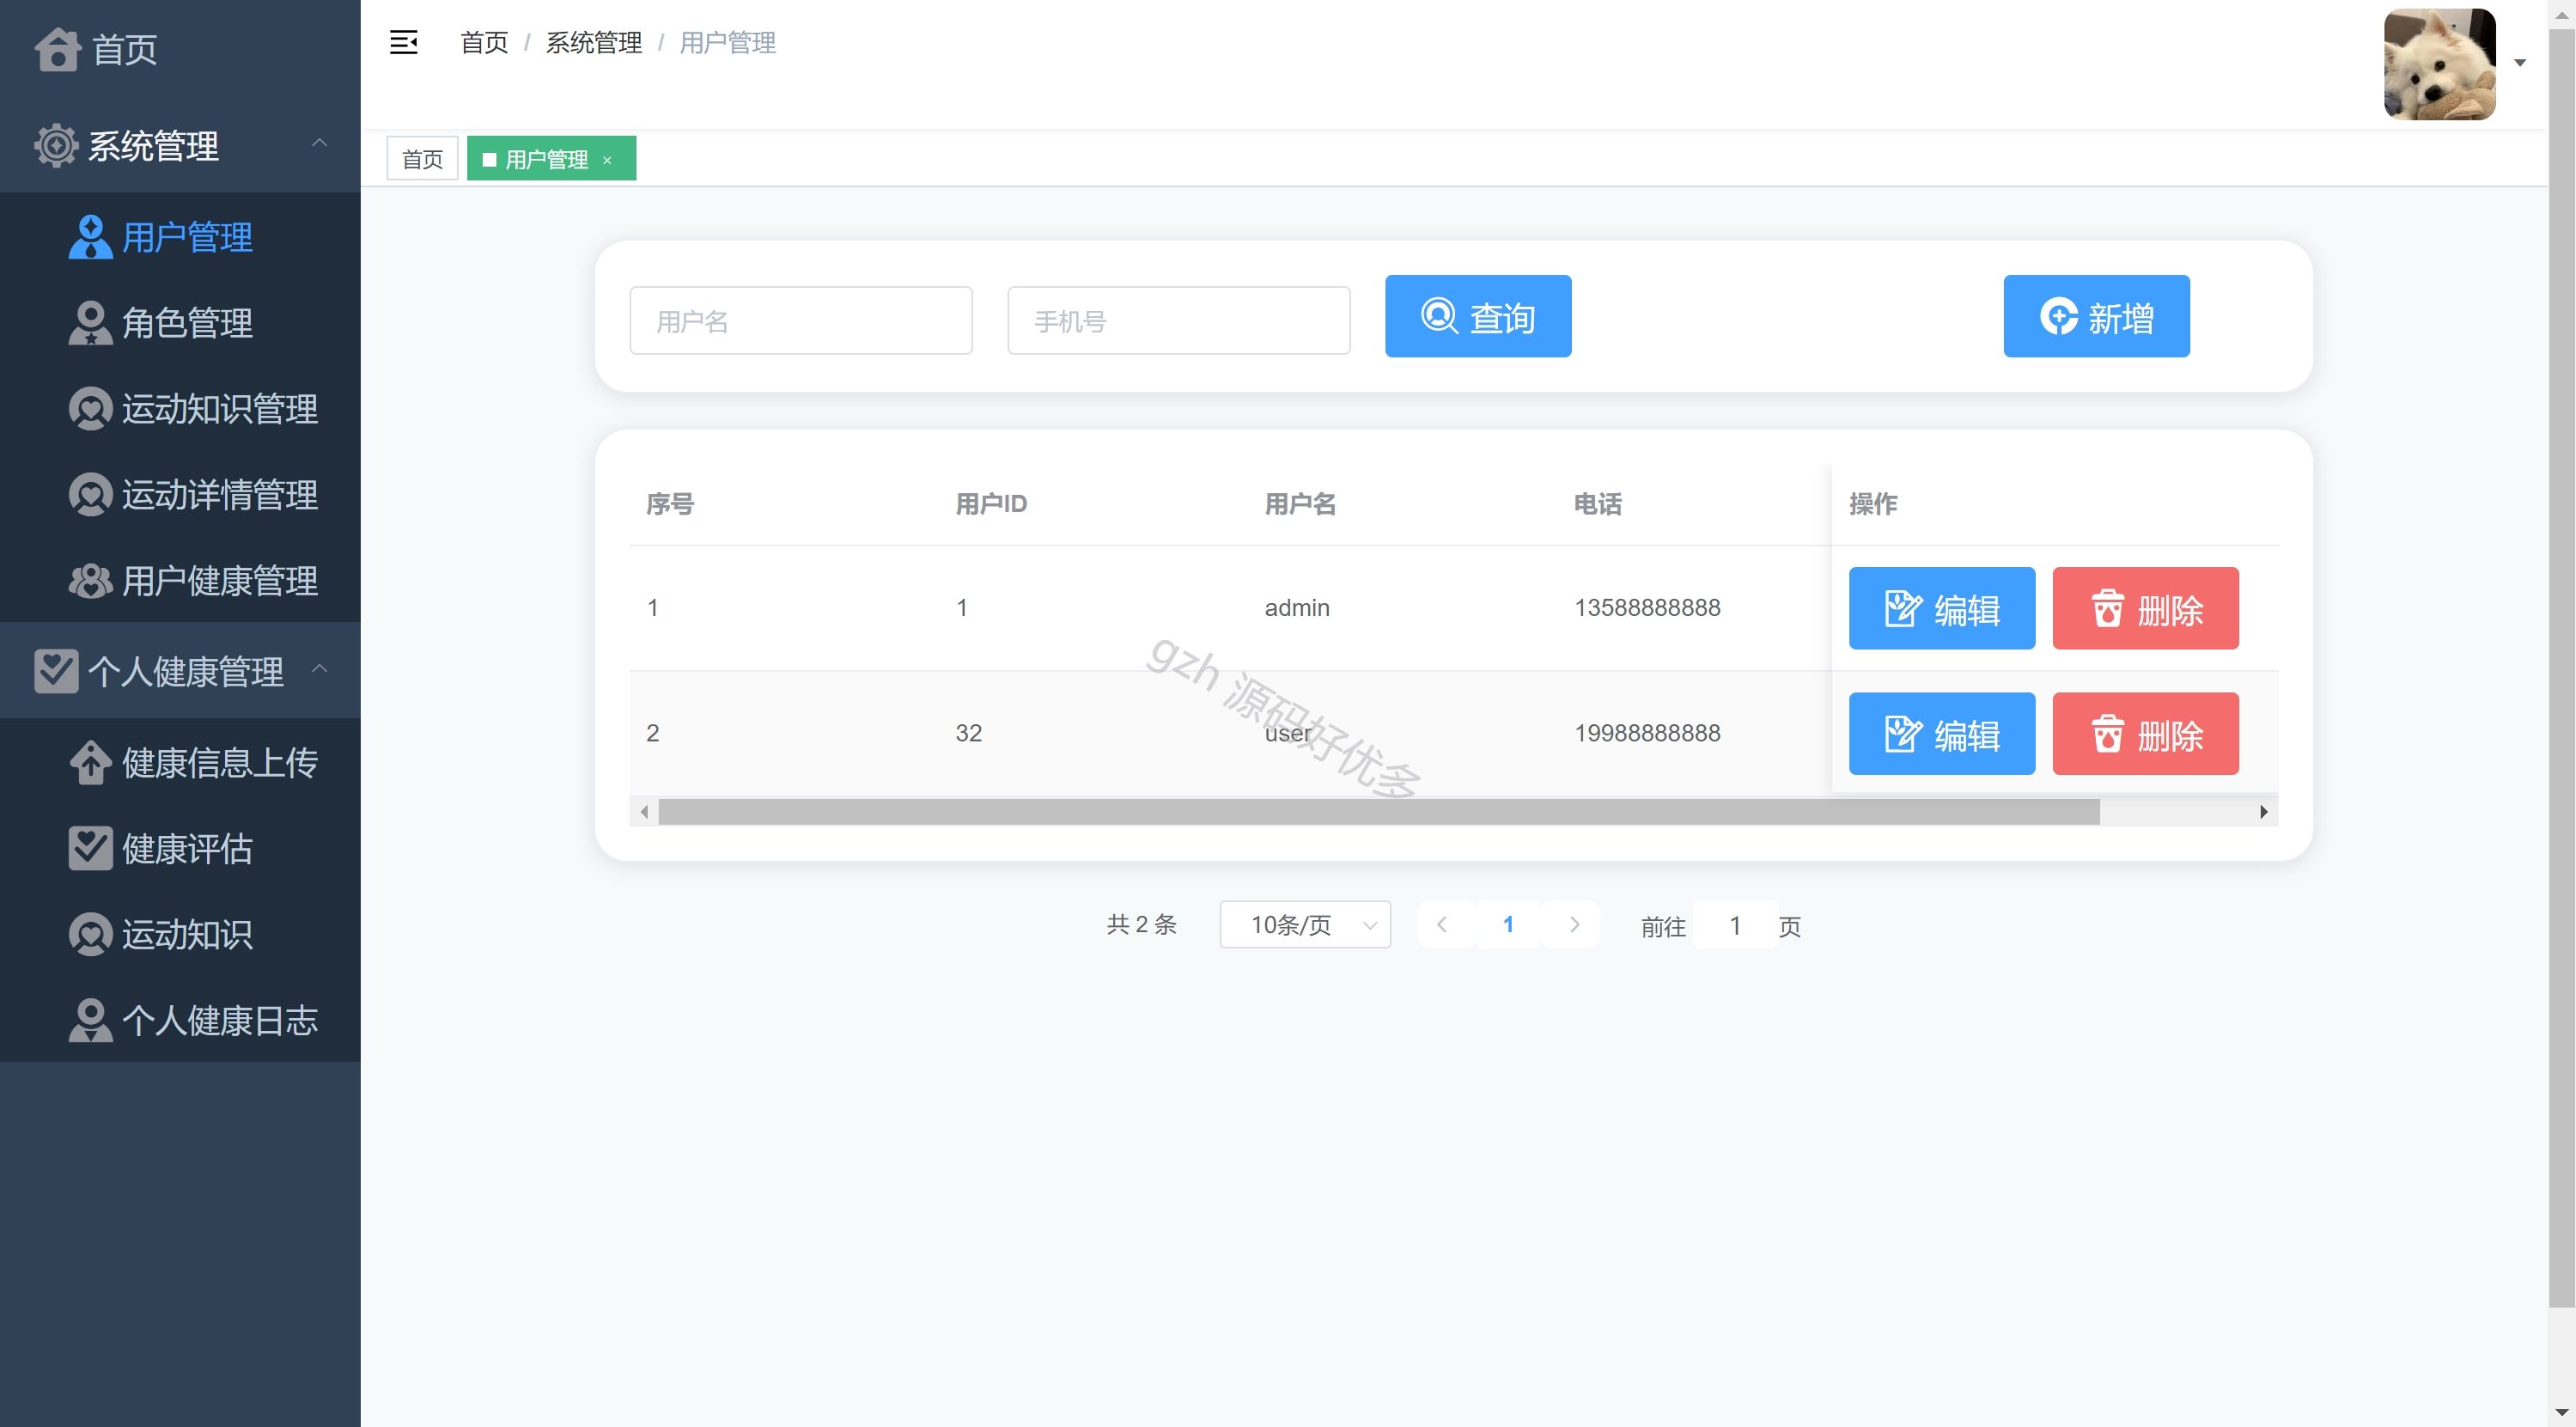 首页
系统管理
用户管理
角色管理
运动知识管理
运动详情管理
用户健康管理
个人健康管理
健康信息上传
健康评估
运动知识
个人健康日志
首页 / 系统管理 / 用户管理
首页 用户管理 ×
用户名 手机号 查询 新增
序号 用户ID 用户名 电话 操作
1 1 admin 13588888888 编辑 删除
2 32 user 19988888888 编辑 删除
gzh 源码好优多
共 2 条 10条/页 1 前往 1 页